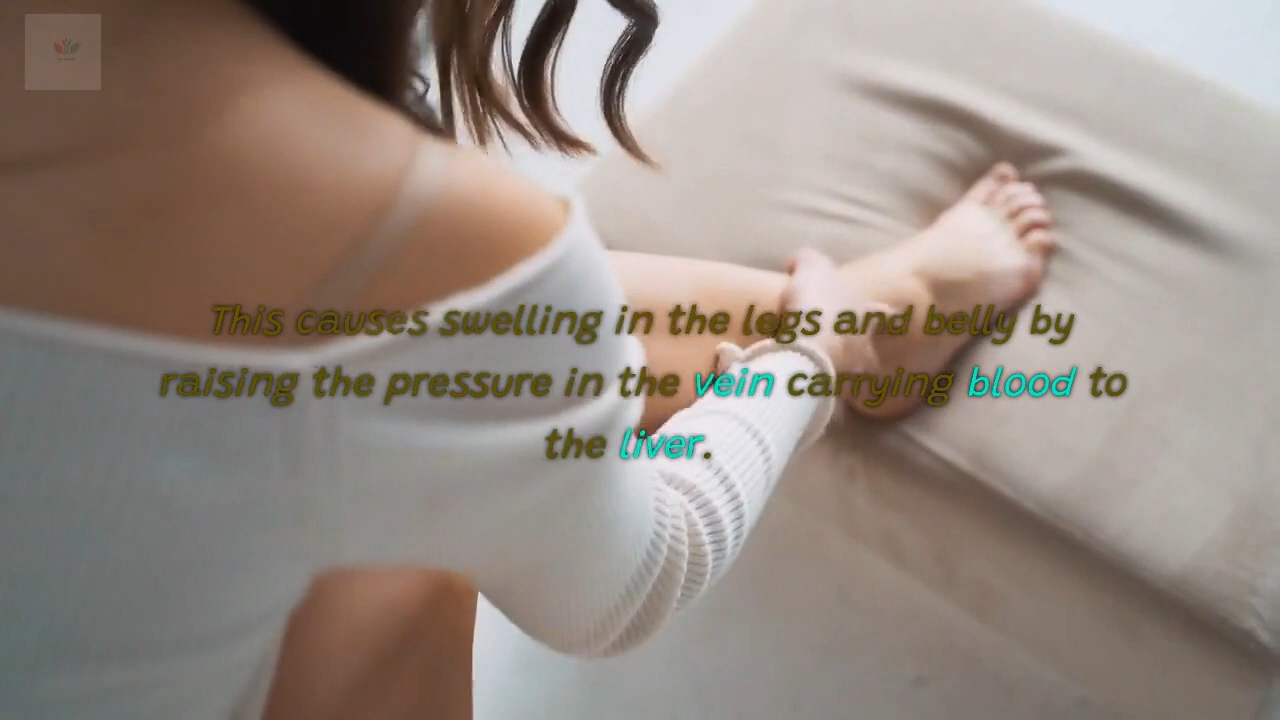 This causes swelling in the legs and belly by
raising the pressure in the vein carrying blood to
the liver.